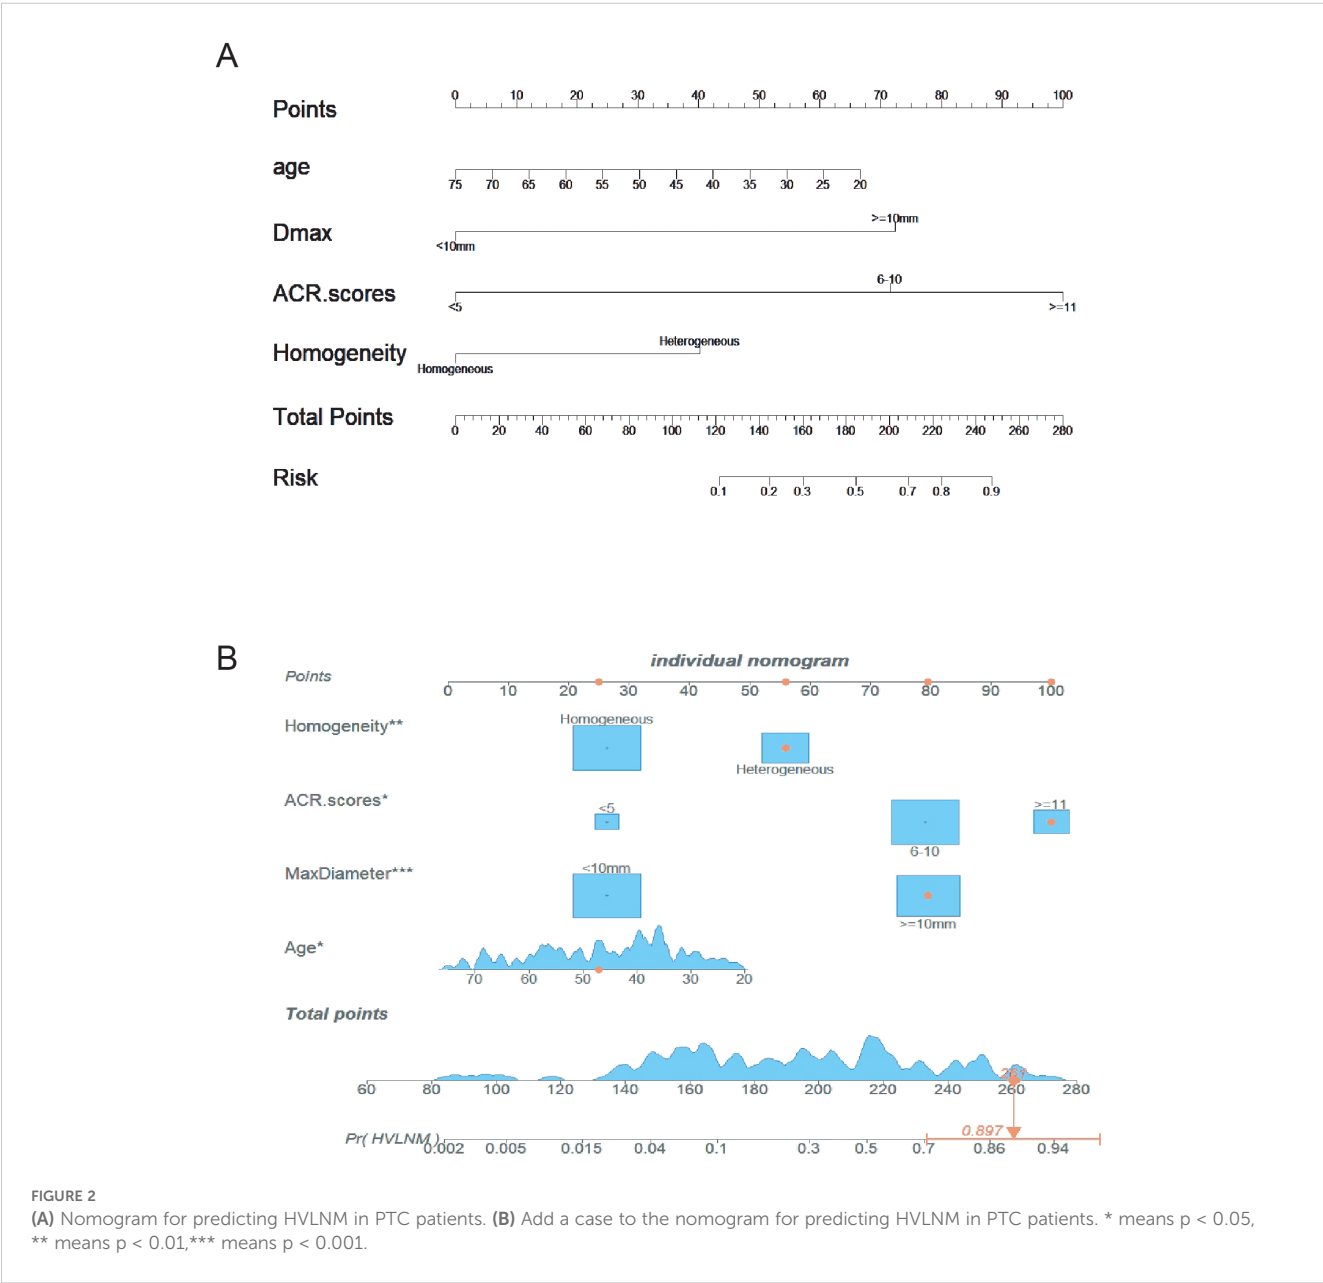 A
Points
0 10 20 30 40 50 60 70 80 90 100
age
75 70 65 60 55 50 45 40 35 30 25 20
Dmax
>=10mm
<10mm
ACR.scores
6-10
<5 >=11
Homogeneity
Heterogeneous
Homogeneous
Total Points
0 20 40 60 80 100 120 140 160 180 200 220 240 260 280
Risk
0.1 0.2 0.3 0.5 0.7 0.8 0.9
B
individual nomogram
Points
0 10 20 30 40 50 60 70 80 90 100
Homogeneity**
Homogeneous
Heterogeneous
ACR.scores*
<5 >=11
6-10
MaxDiameter***
<10mm
>=10mm
Age*
70 60 50 40 30 20
Total points
60 80 100 120 140 160 180 200 220 240 260 280
0.897
Pr( HVLNM )
0.002 0.005 0.015 0.04 0.1 0.3 0.5 0.7 0.86 0.94
FIGURE 2
(A) Nomogram for predicting HVLNM in PTC patients. (B) Add a case to the nomogram for predicting HVLNM in PTC patients. * means p < 0.05,
** means p < 0.01,*** means p < 0.001.